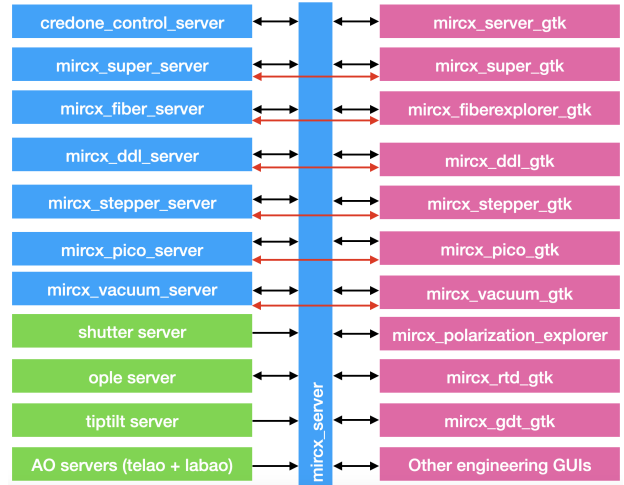 credone_control_server
mircx_server_gtk
mircx_super_server
mircx_super_gtk
mircx_fiber_server
mircx_fiberexplorer_gtk
mircx_ddl_server
mircx_ddl_gtk
mircx_stepper_server
mircx_stepper_gtk
mircx_pico_server
mircx_pico_gtk
mircx_vacuum_server
mircx_vacuum_gtk
shutter server
mircx_polarization_explorer
ople server
mircx_rtd_gtk
tiptilt server
mircx_gdt_gtk
AO servers (telao + labao)
Other engineering GUIs
mircx_server